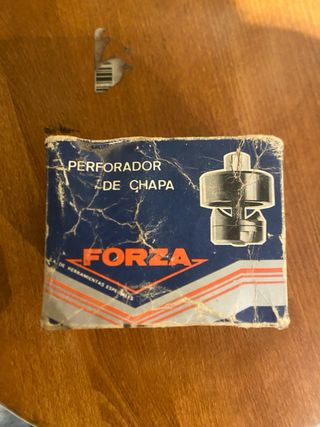 PERFORADOR
DE CHAPA
FORZA
DE HERRAMIENTAS ESPECIALES